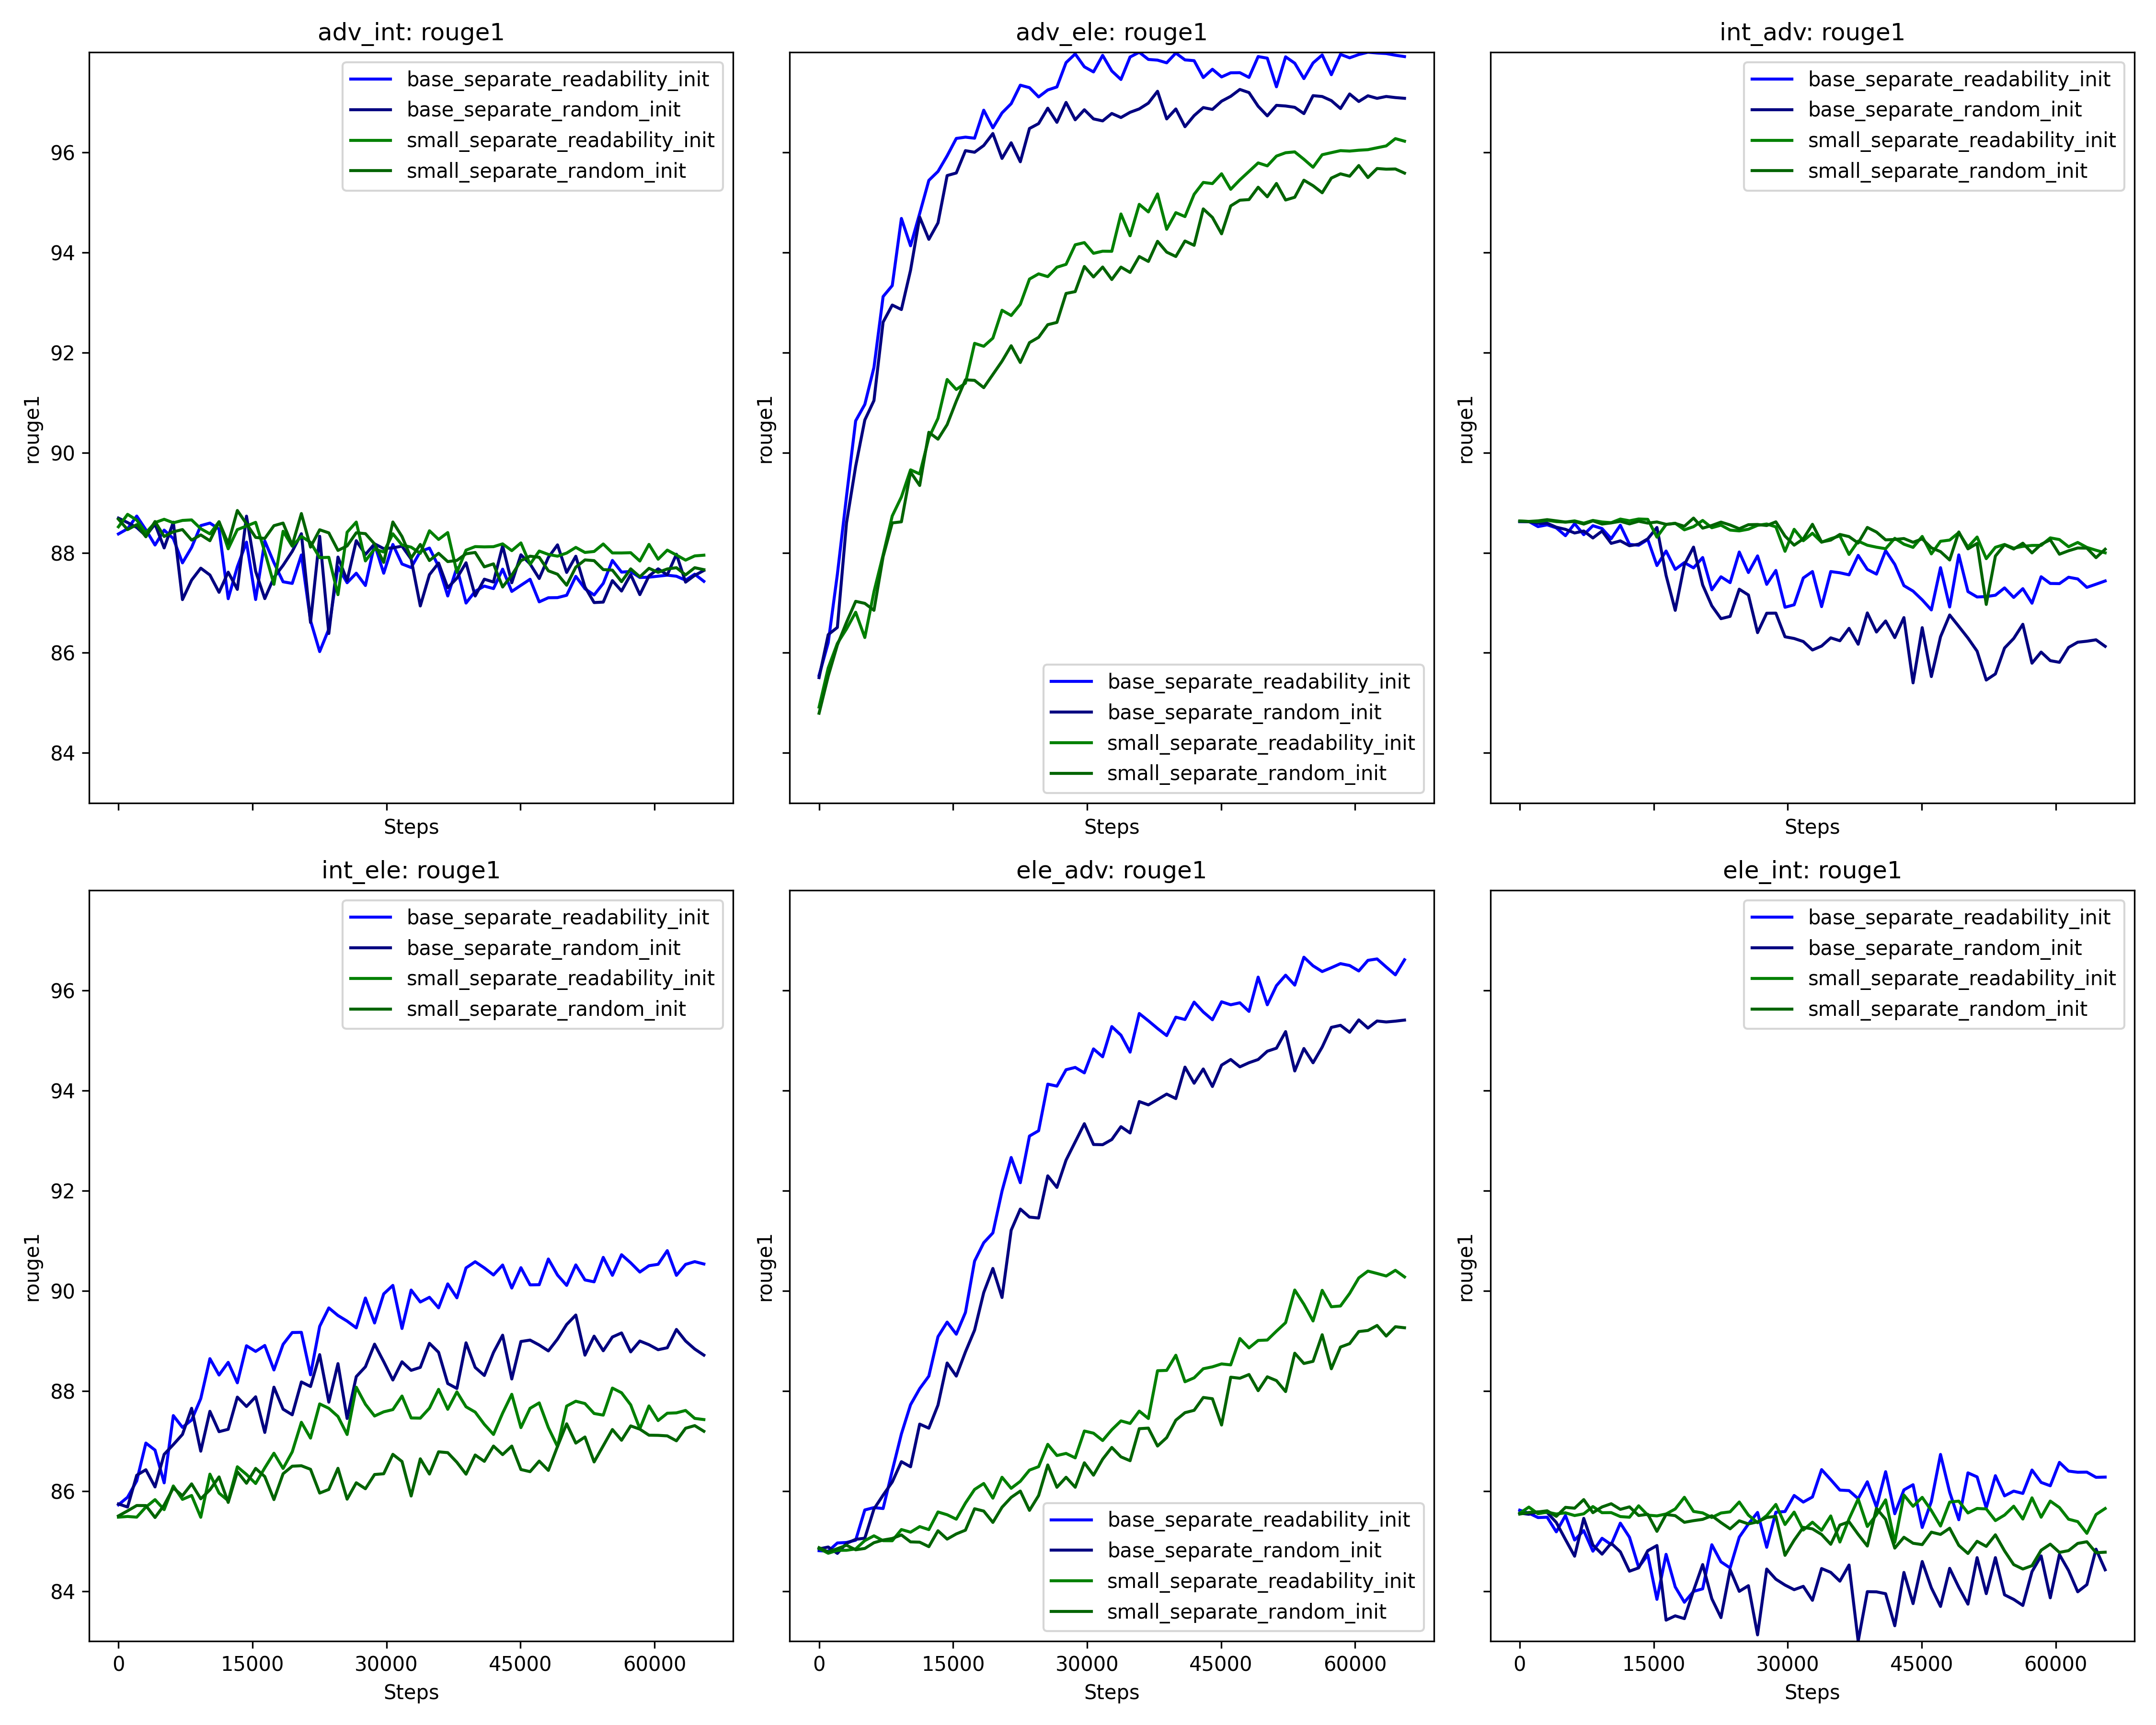 adv_int: rouge1
base_separate_readability_init
base_separate_random_init
small_separate_readability_init
small_separate_random_init
96
94
92
90
88
86
84
rouge1
Steps
adv_ele: rouge1
rouge1
base_separate_readability_init
base_separate_random_init
small_separate_readability_init
small_separate_random_init
Steps
int_adv: rouge1
base_separate_readability_init
base_separate_random_init
small_separate_readability_init
small_separate_random_init
rouge1
Steps
int_ele: rouge1
base_separate_readability_init
base_separate_random_init
small_separate_readability_init
small_separate_random_init
96
94
92
90
88
86
84
rouge1
0 15000 30000 45000 60000
Steps
ele_adv: rouge1
rouge1
base_separate_readability_init
base_separate_random_init
small_separate_readability_init
small_separate_random_init
0 15000 30000 45000 60000
Steps
ele_int: rouge1
base_separate_readability_init
base_separate_random_init
small_separate_readability_init
small_separate_random_init
rouge1
0 15000 30000 45000 60000
Steps